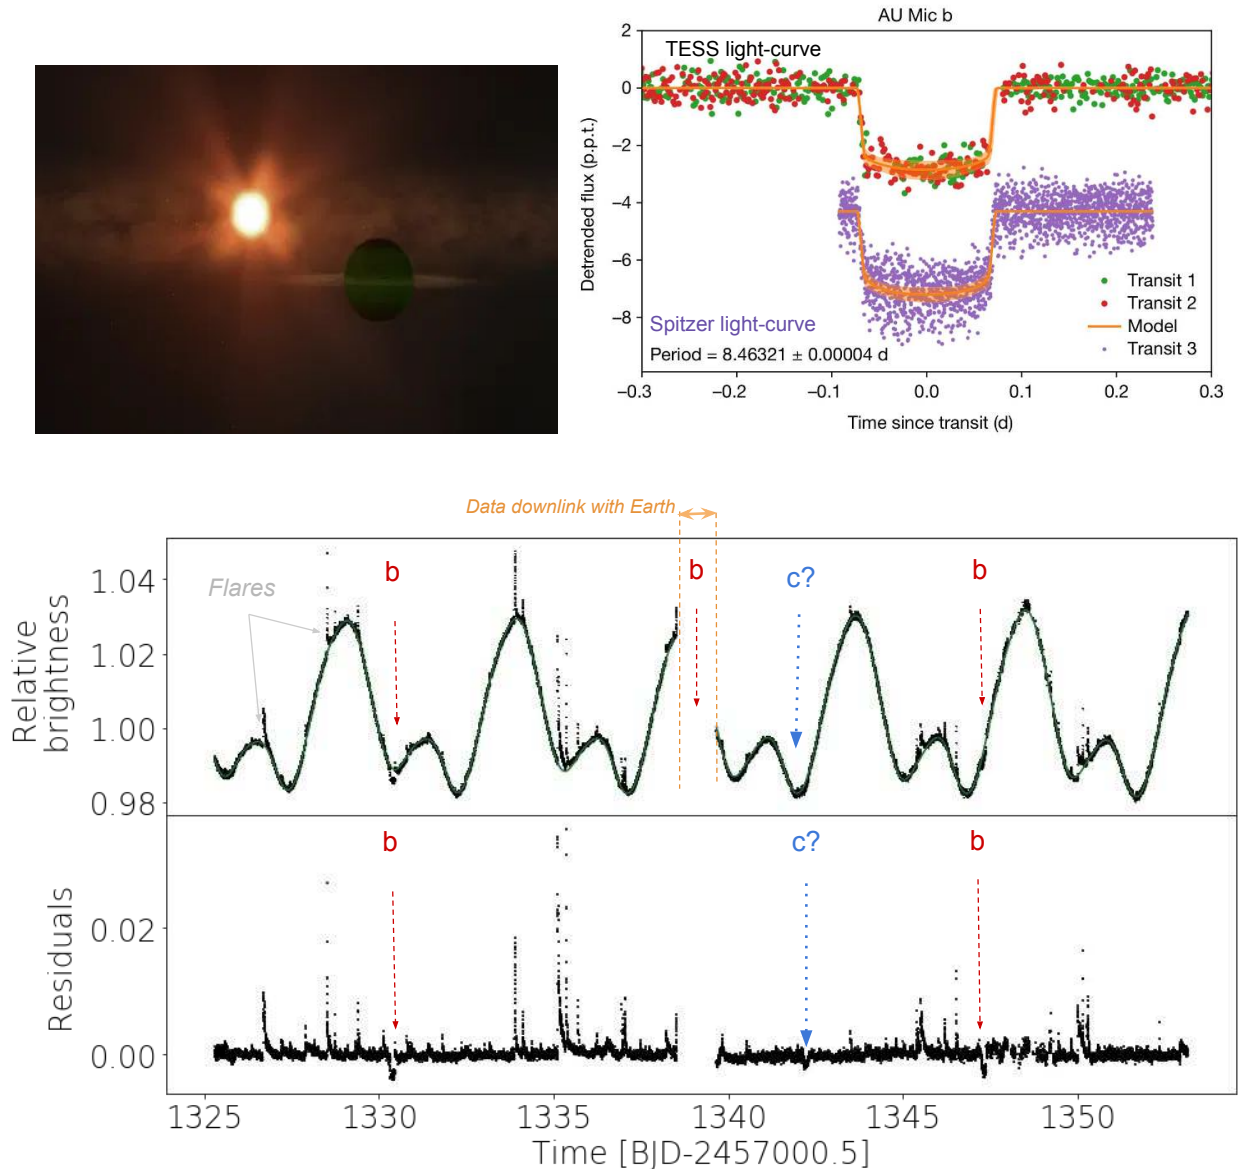 AU Mic b
TESS light-curve
Spitzer light-curve
Period = 8.46321 ± 0.00004 d
Transit 1
Transit 2
Model
Transit 3
Detrended flux (p.p.t.)
2
0
−2
−4
−6
−8
−0.3
−0.2
−0.1
0.0
0.1
0.2
0.3
Time since transit (d)
Data downlink with Earth
Flares
b
b
c?
b
Relative
brightness
1.04
1.02
1.00
0.98
b
c?
b
Residuals
0.02
0.00
1325
1330
1335
1340
1345
1350
Time [BJD-2457000.5]